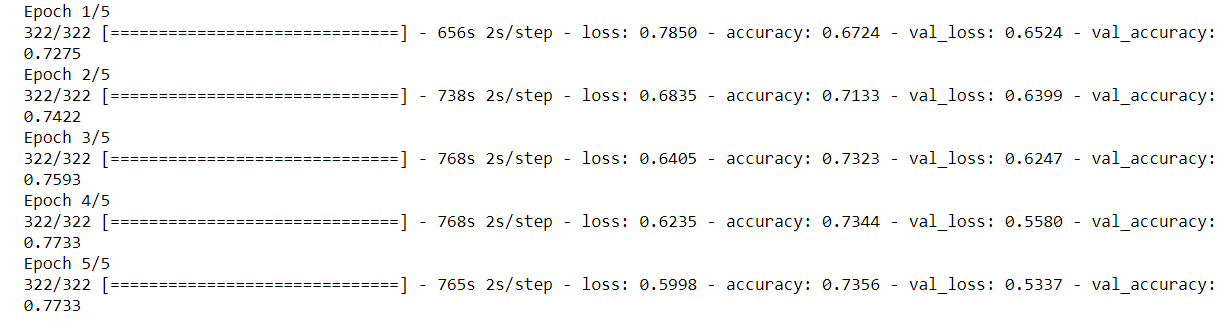 Epoch 1/5
322/322 [==============================] - 656s 2s/step - loss: 0.7850 - accuracy: 0.6724 - val_loss: 0.6524 - val_accuracy:
0.7275
Epoch 2/5
322/322 [==============================] - 738s 2s/step - loss: 0.6835 - accuracy: 0.7133 - val_loss: 0.6399 - val_accuracy:
0.7422
Epoch 3/5
322/322 [==============================] - 768s 2s/step - loss: 0.6405 - accuracy: 0.7323 - val_loss: 0.6247 - val_accuracy:
0.7593
Epoch 4/5
322/322 [==============================] - 768s 2s/step - loss: 0.6235 - accuracy: 0.7344 - val_loss: 0.5580 - val_accuracy:
0.7733
Epoch 5/5
322/322 [==============================] - 765s 2s/step - loss: 0.5998 - accuracy: 0.7356 - val_loss: 0.5337 - val_accuracy:
0.7733